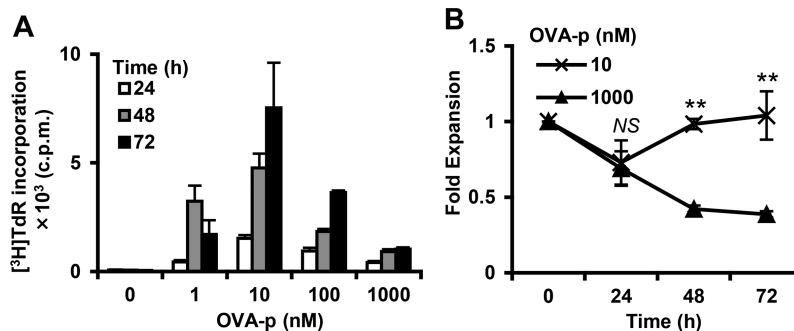 A
[³H]TdR incorporation
×10³ (c.p.m.)
10
5
0
Time (h)
24
48
72
0 1 10 100 1000
OVA-p (nM)
B
Fold Expansion
1.5
1
0.5
0
OVA-p (nM)
10
1000
NS
**
**
0 24 48 72
Time (h)